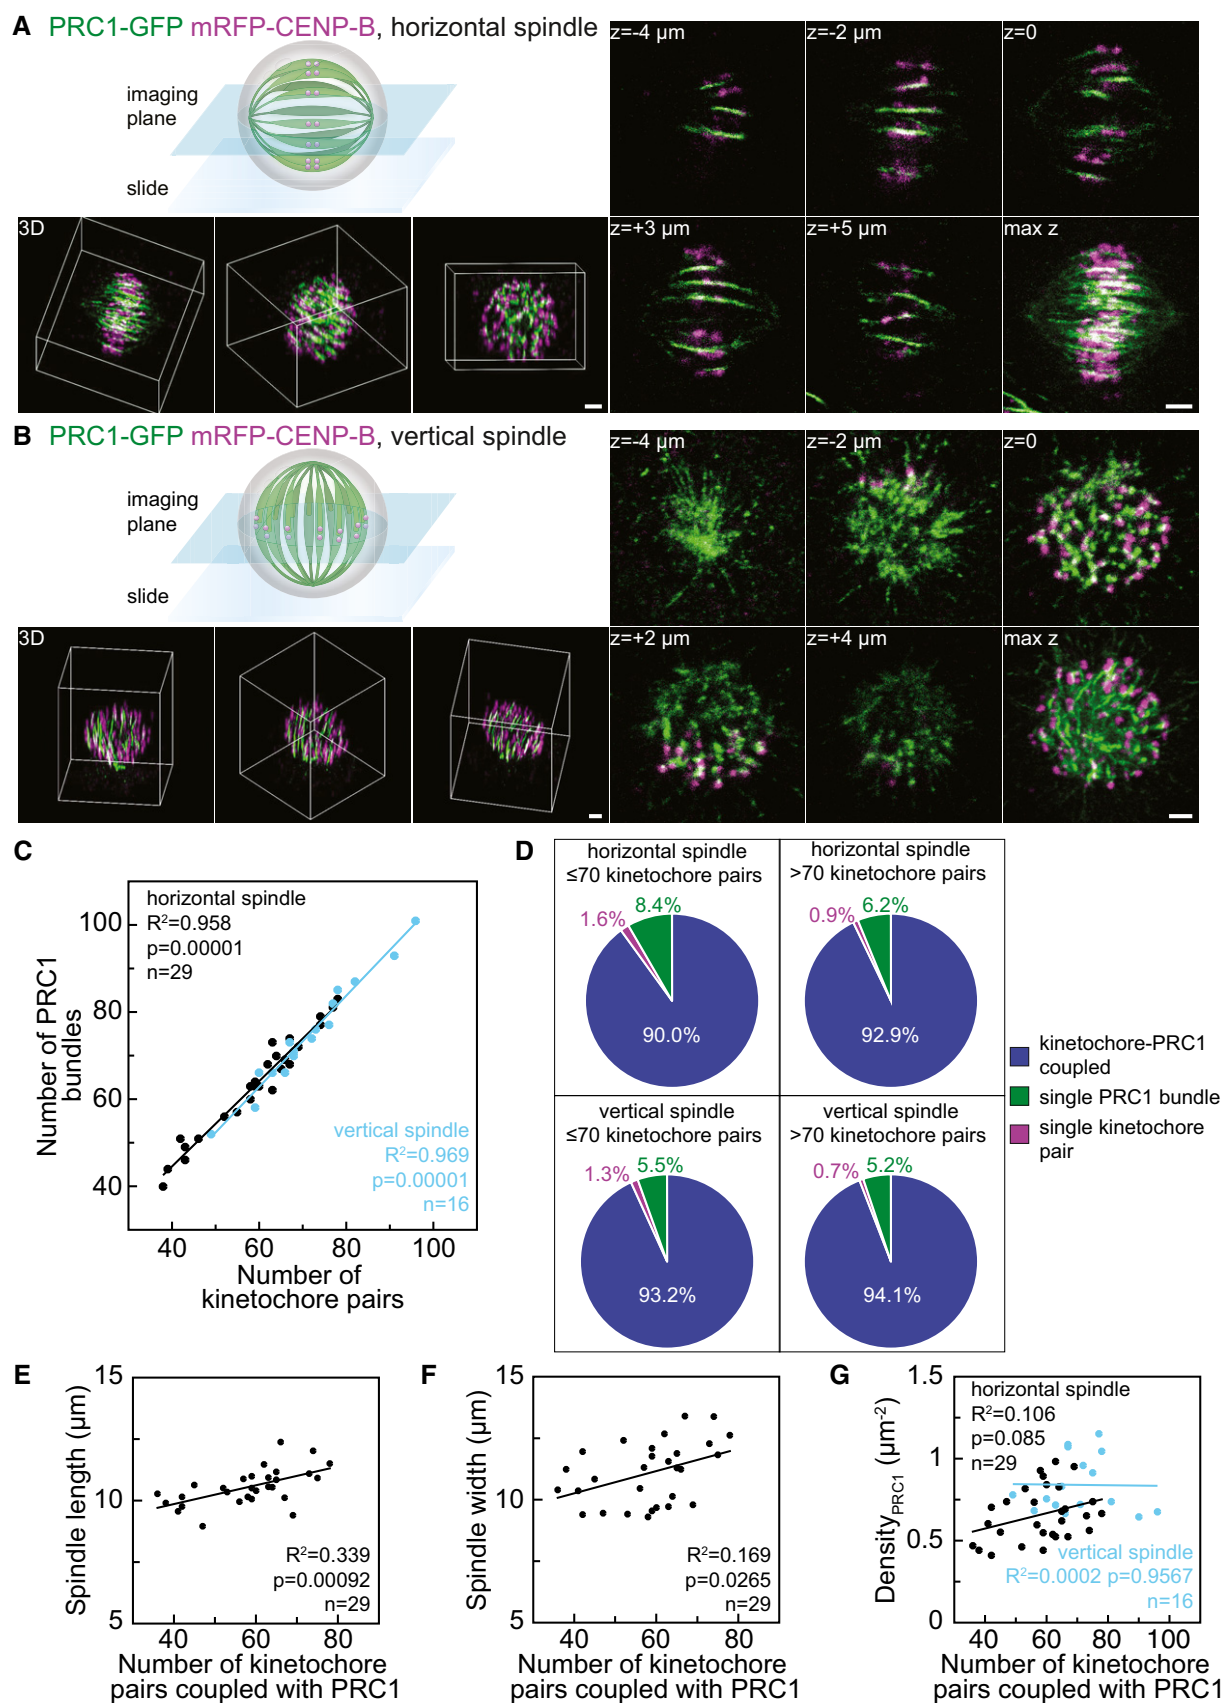 A PRC1-GFP mRFP-CENP-B, horizontal spindle
imaging
plane
slide
z=-4 µm
z=-2 µm
z=0
3D
z=+3 µm
z=+5 µm
max z
B PRC1-GFP mRFP-CENP-B, vertical spindle
imaging
plane
slide
z=-4 µm
z=-2 µm
z=0
3D
z=+2 µm
z=+4 µm
max z
C
Number of PRC1
bundles
100
80
60
40
horizontal spindle
R²=0.958
p=0.00001
n=29
vertical spindle
R²=0.969
p=0.00001
n=16
40 60 80 100
Number of
kinetochore pairs
D
horizontal spindle
≤70 kinetochore pairs
1.6% 8.4%
90.0%
horizontal spindle
>70 kinetochore pairs
0.9% 6.2%
92.9%
vertical spindle
≤70 kinetochore pairs
1.3% 5.5%
93.2%
vertical spindle
>70 kinetochore pairs
0.7% 5.2%
94.1%
kinetochore-PRC1
coupled
single PRC1 bundle
single kinetochore
pair
E
Spindle length (µm)
15
10
5
R²=0.339
p=0.00092
n=29
40 60 80
Number of kinetochore
pairs coupled with PRC1
F
Spindle width (µm)
15
10
5
R²=0.169
p=0.0265
n=29
40 60 80
Number of kinetochore
pairs coupled with PRC1
G
Density PRC1 (µm⁻²)
1.5
1
0.5
0
horizontal spindle
R²=0.106
p=0.085
n=29
vertical spindle
R²=0.0002 p=0.9567
n=16
40 60 80 100
Number of kinetochore
pairs coupled with PRC1